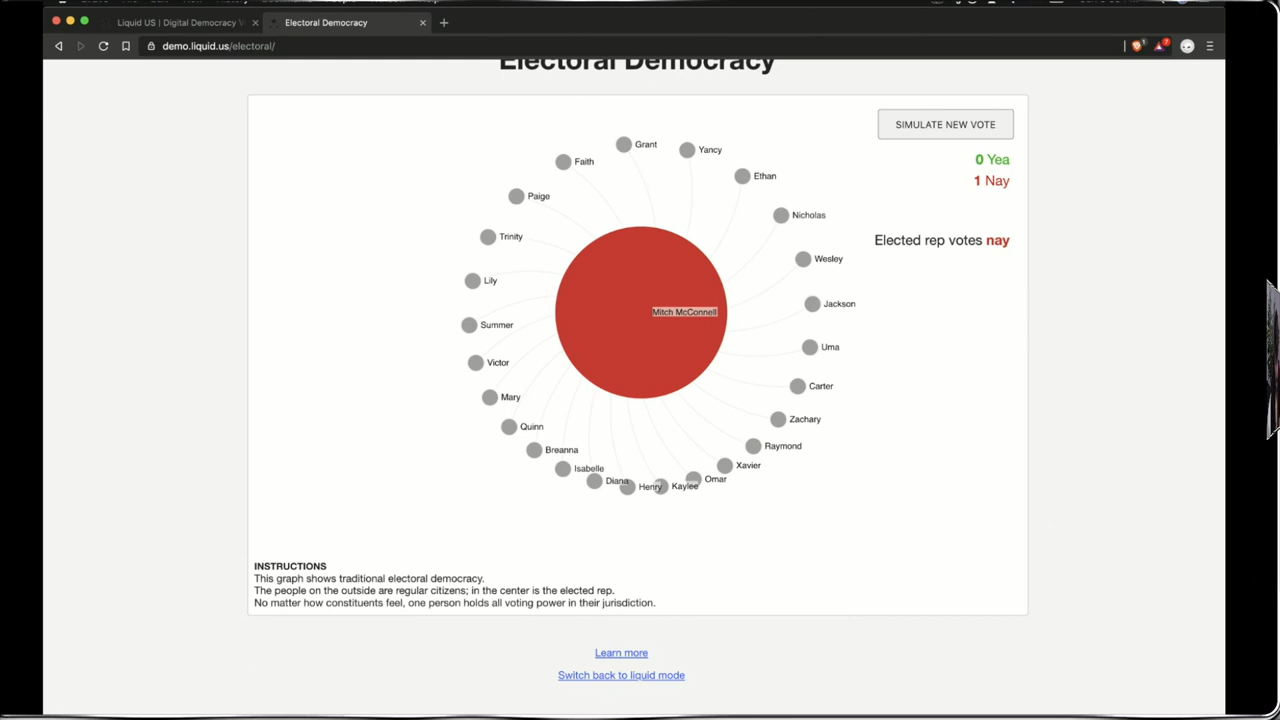 Liquid US | Digital Democracy V
Electoral Democracy
demo.liquid.us/electoral/
Electoral Democracy
SIMULATE NEW VOTE
0 Yea
1 Nay
Elected rep votes nay
Grant
Yancy
Faith
Ethan
Paige
Nicholas
Trinity
Wesley
Lily
Jackson
Mitch McConnell
Summer
Uma
Victor
Carter
Mary
Zachary
Quinn
Raymond
Breanna
Xavier
Isabelle
Omar
Diana
Henry
Kaylee
INSTRUCTIONS
This graph shows traditional electoral democracy.
The people on the outside are regular citizens; in the center is the elected rep.
No matter how constituents feel, one person holds all voting power in their jurisdiction.
Learn more
Switch back to liquid mode